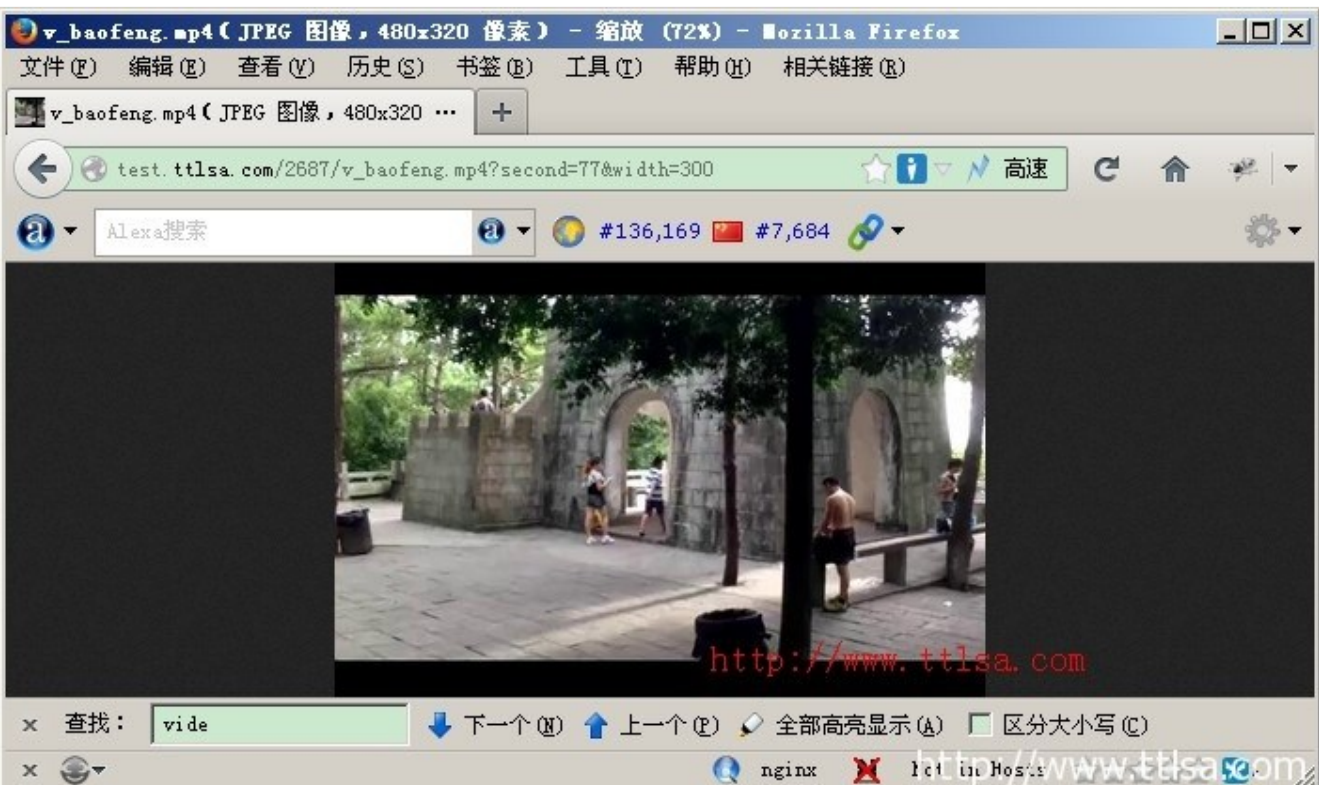 v_baofeng.mp4（JPEG 图像，480x320 像素） - 缩放 (72%) - Mozilla Firefox
文件(F) 编辑(E) 查看(V) 历史(S) 书签(B) 工具(T) 帮助(H) 相关链接(R)
v_baofeng.mp4（JPEG 图像，480x320 …
test.ttlsa.com/2687/v_baofeng.mp4?second=77&width=300 高速
Alexa搜索 #136,169 #7,684
http://www.ttlsa.com
查找： vide 下一个(N) 上一个(P) 全部高亮显示(A) 区分大小写(C)
nginx Not in Hosts
http://www.ttlsa.com